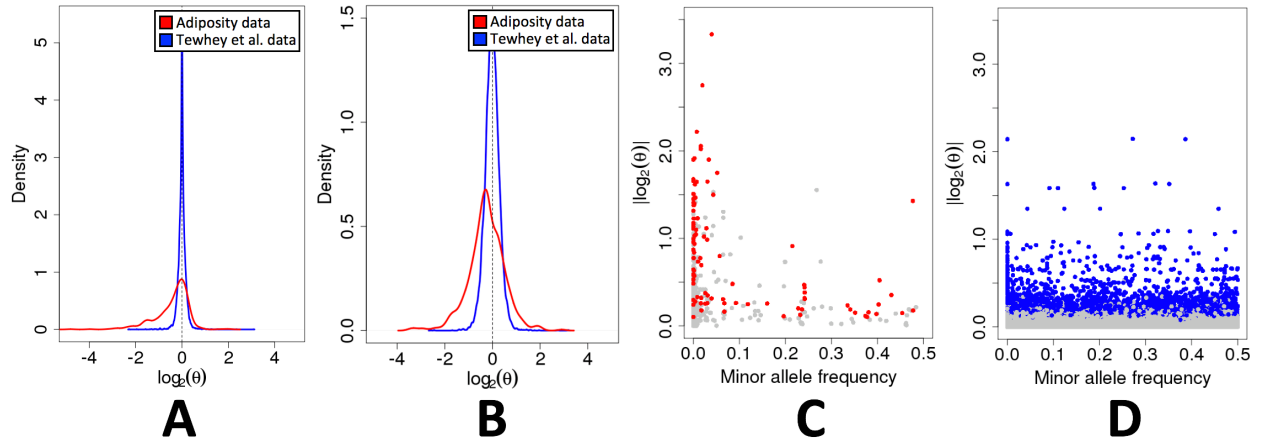 Adiposity data
Tewhey et al. data
Density
5
4
3
2
1
0
-4
-2
0
2
4
log2(θ)
A
Adiposity data
Tewhey et al. data
Density
1.5
1.0
0.5
0.0
-4
-2
0
2
4
log2(θ)
B
|log2(θ)|
3.0
2.0
1.0
0.0
0.0
0.1
0.2
0.3
0.4
0.5
Minor allele frequency
C
|log2(θ)|
3.0
2.0
1.0
0.0
0.0
0.1
0.2
0.3
0.4
0.5
Minor allele frequency
D